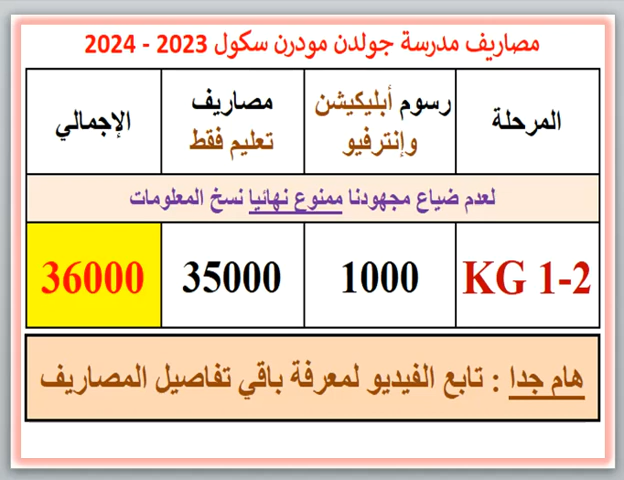 مصاريف مدرسة جولدن مودرن سكول 2023 - 2024
المرحلة
رسوم أبليكيشن
وإنترفيو
مصاريف
تعليم فقط
الإجمالي
لعدم ضياع مجهودنا ممنوع نهائيا نسخ المعلومات
KG 1-2
1000
35000
36000
هام جدا : تابع الفيديو لمعرفة باقي تفاصيل المصاريف